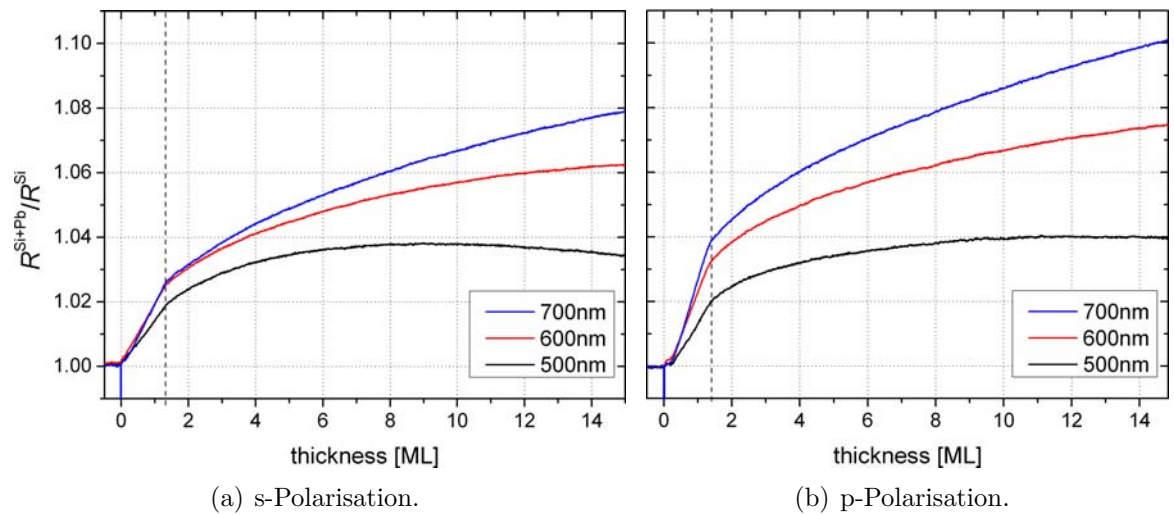 1.10
1.08
1.06
1.04
1.02
1.00
R^{Si+Pb}/R^{Si}
0 2 4 6 8 10 12 14
thickness [ML]
700nm
600nm
500nm
(a) s-Polarisation.
0 2 4 6 8 10 12 14
thickness [ML]
700nm
600nm
500nm
(b) p-Polarisation.